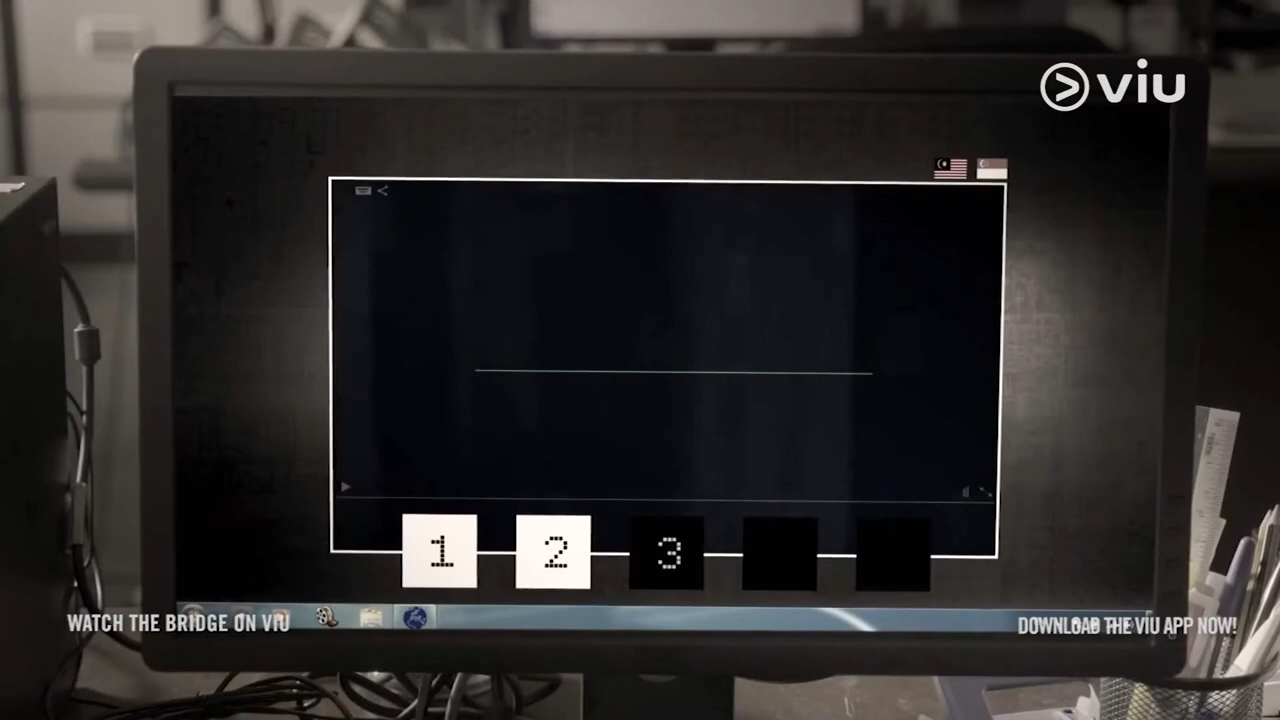 viu
1
2
3
WATCH THE BRIDGE ON VIU
DOWNLOAD THE VIU APP NOW!